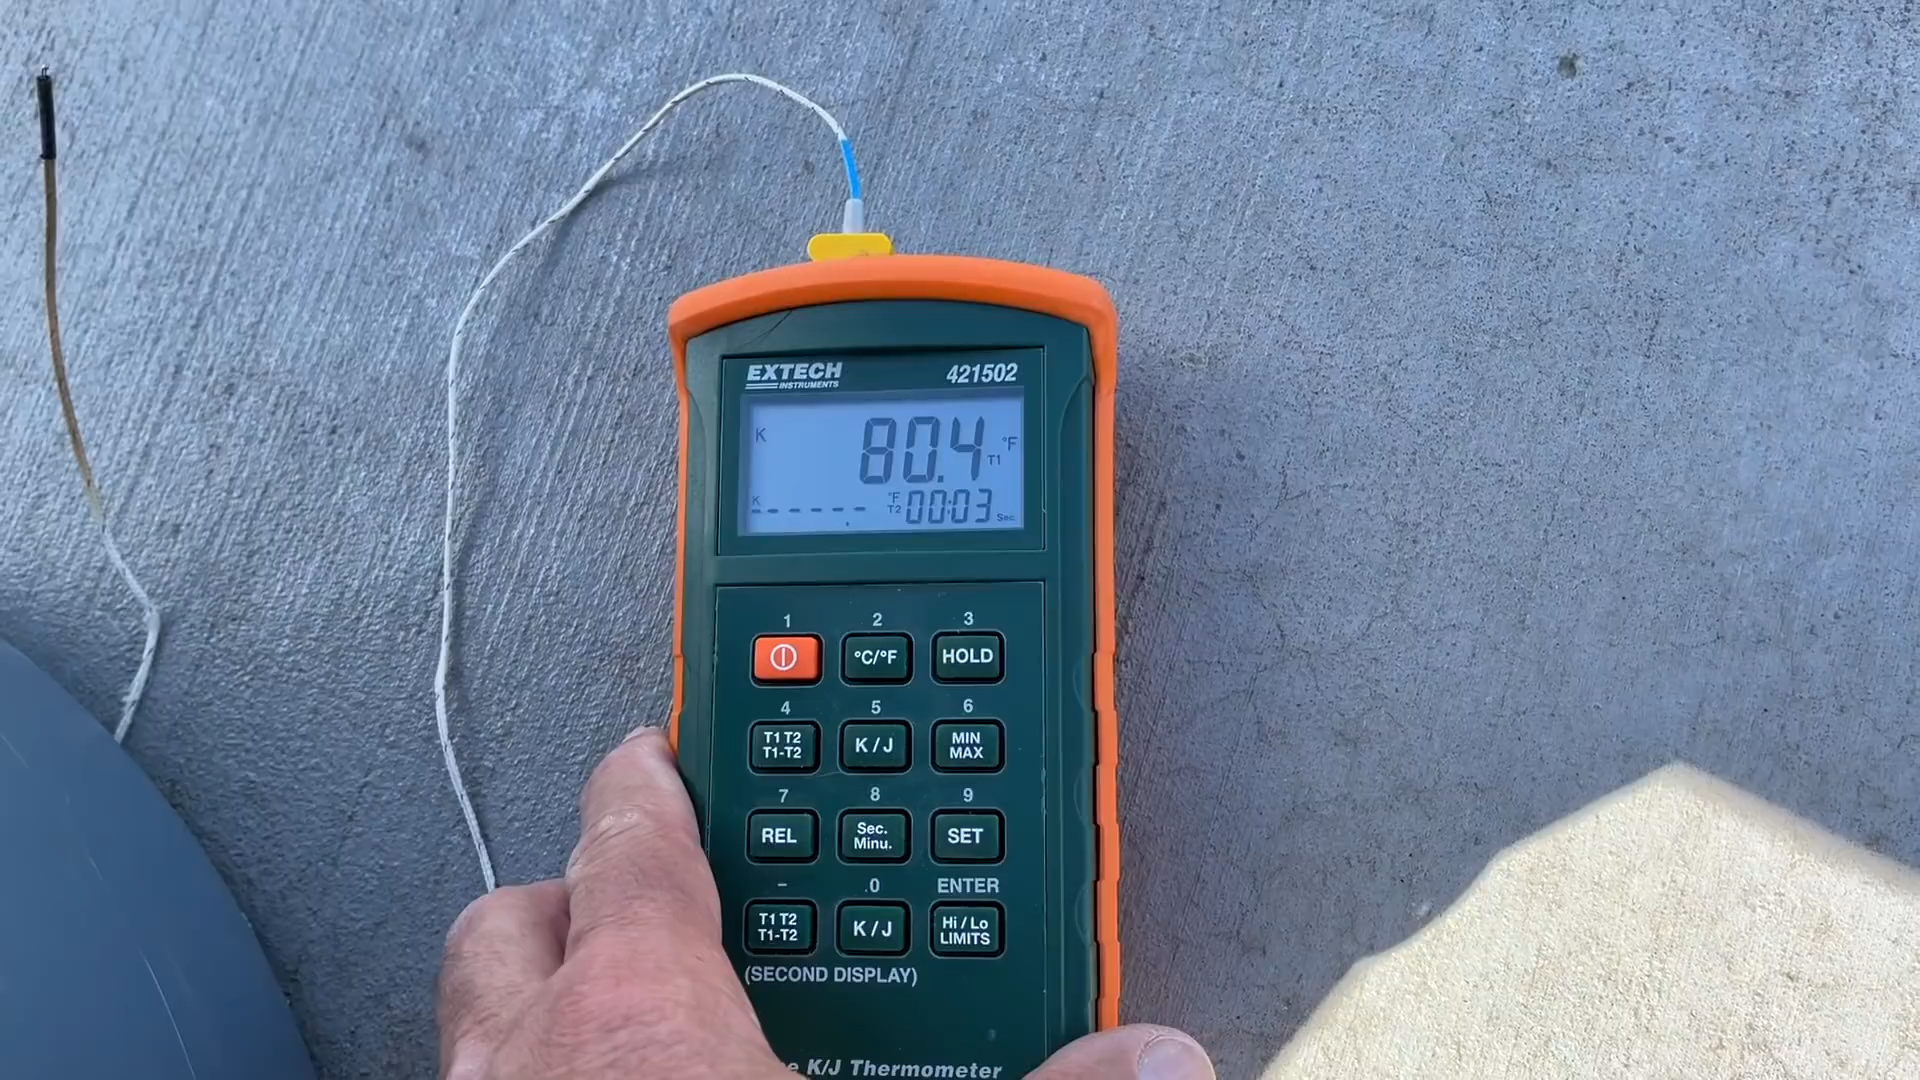 EXTECH 421502
INSTRUMENTS
K 80.4 °F
T1
K °F
------ T2 00:03 Sec.
1 2 3
°C/°F HOLD
4 5 6
T1 T2 K / J MIN
T1-T2 MAX
7 8 9
REL Sec. SET
Minu.
– .0 ENTER
T1 T2 K / J Hi / Lo
T1-T2 LIMITS
(SECOND DISPLAY)
K/J Thermometer